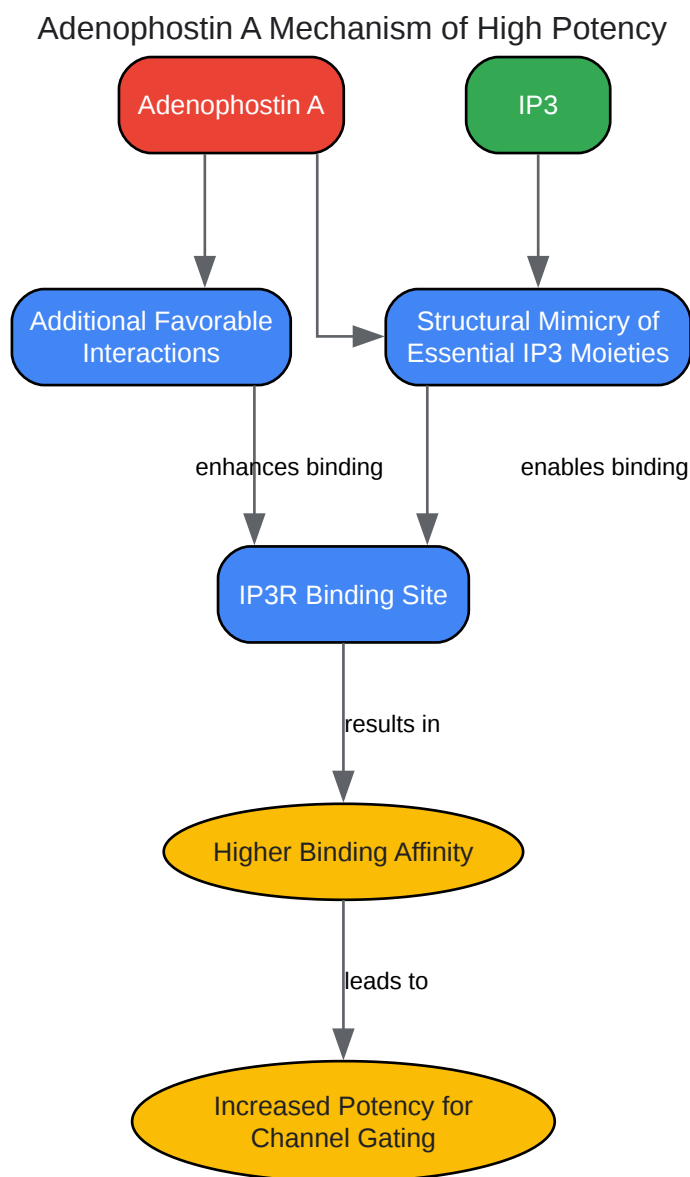 Adenophostin A Mechanism of High Potency
Adenophostin A
IP3
Additional Favorable
Interactions
Structural Mimicry of
Essential IP3 Moieties
enhances binding
enables binding
IP3R Binding Site
results in
Higher Binding Affinity
leads to
Increased Potency for
Channel Gating